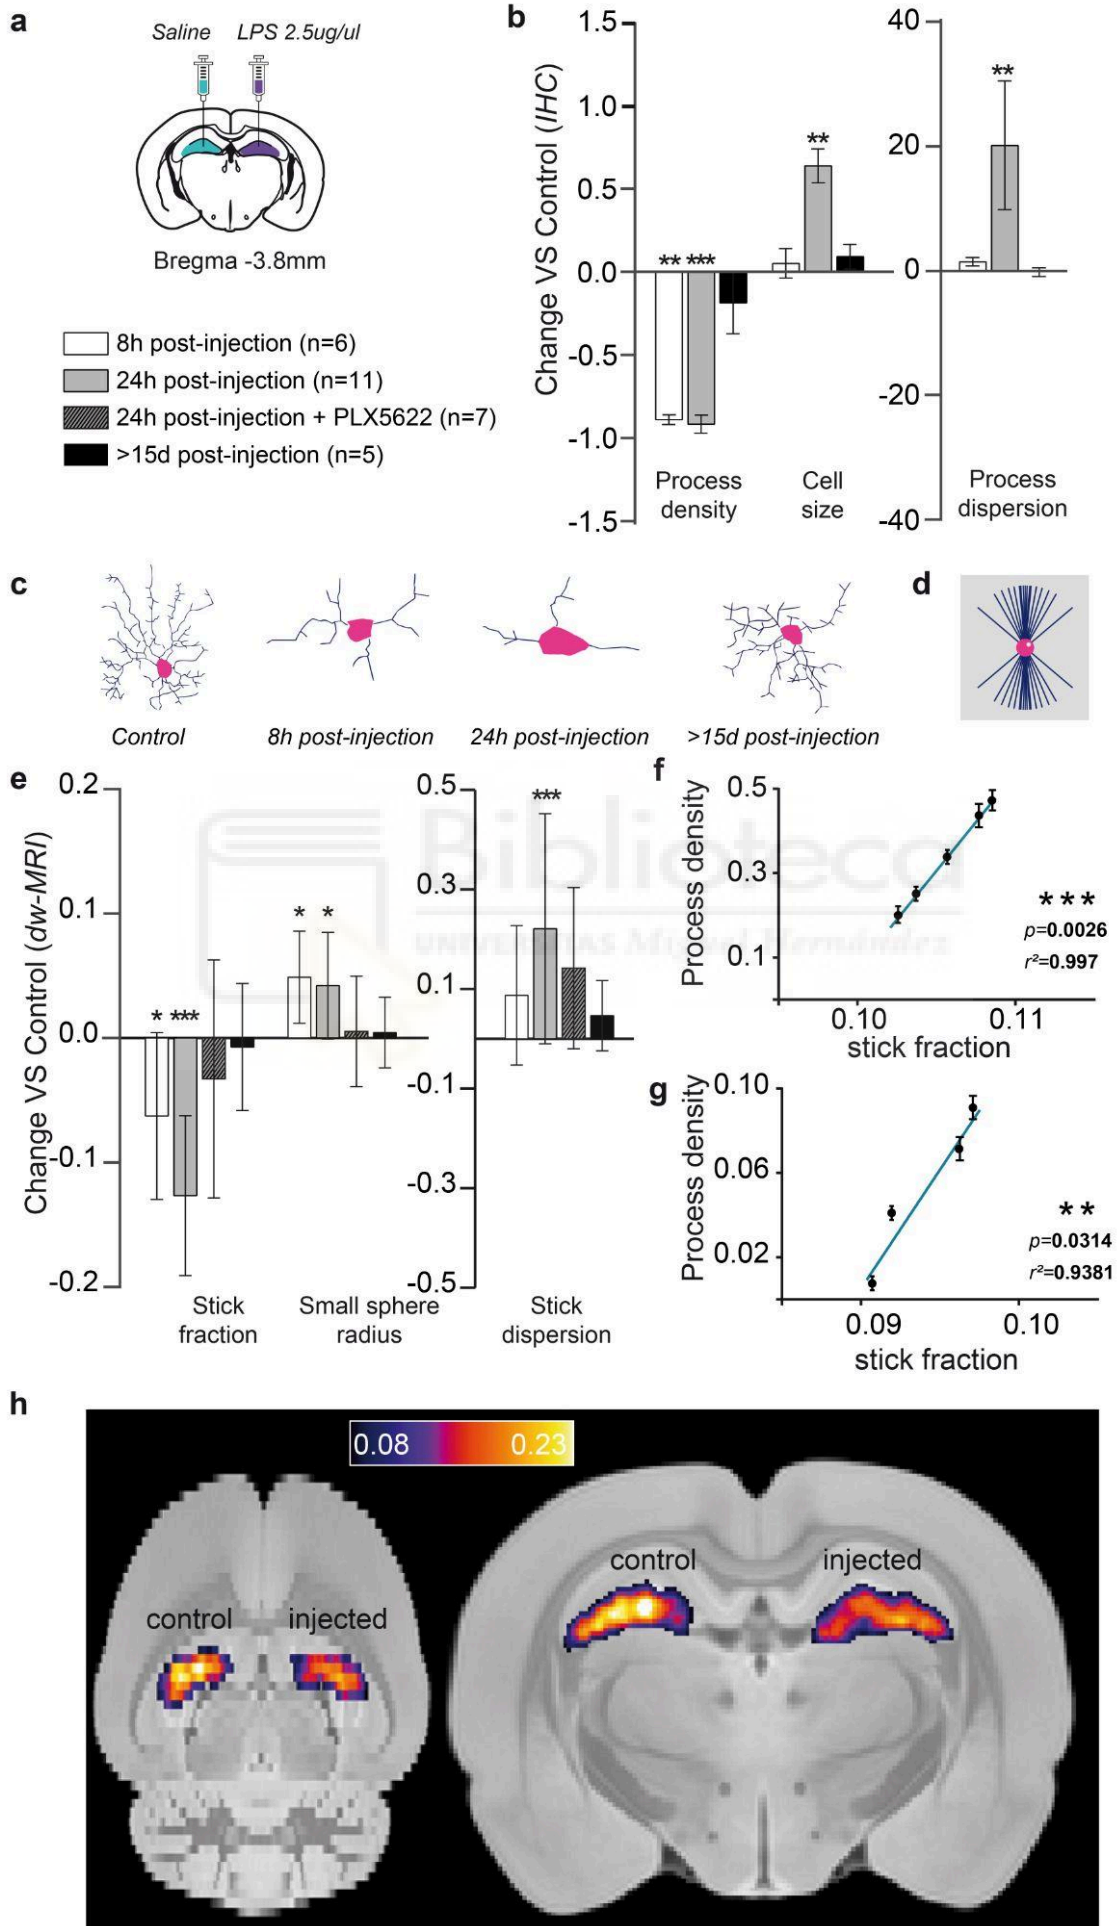 a
Saline LPS 2.5ug/ul
Bregma -3.8mm
8h post-injection (n=6)
24h post-injection (n=11)
24h post-injection + PLX5622 (n=7)
>15d post-injection (n=5)
b
Change VS Control (IHC)
1.5
1.0
0.5
0.0
-0.5
-1.0
-1.5
** ***
**
Process
density
Cell
size
40
20
0
-20
-40
**
Process
dispersion
c
Control
8h post-injection
24h post-injection
>15d post-injection
d
e
Change VS Control (dw-MRI)
0.2
0.1
0.0
-0.1
-0.2
* ***
* *
Stick
fraction
Small sphere
radius
0.5
0.3
0.1
-0.1
-0.3
-0.5
***
Stick
dispersion
Biblioteca
UNIVERSITAS Miguel Hernández
f
Process density
0.5
0.3
0.1
0.10 0.11
stick fraction
***
p=0.0026
r²=0.997
g
Process density
0.10
0.06
0.02
0.09 0.10
stick fraction
**
p=0.0314
r²=0.9381
h
0.08 0.23
control injected
control injected